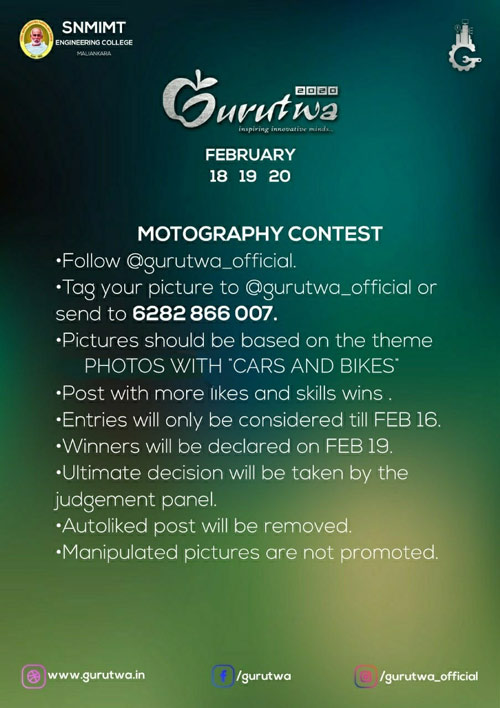 SNMIMT
ENGINEERING COLLEGE
MALIANKARA
Gurutwa
2020
inspiring innovative minds...
FEBRUARY
18 19 20
MOTOGRAPHY CONTEST
•Follow @gurutwa_official.
•Tag your picture to @gurutwa_official or
send to 6282 866 007.
•Pictures should be based on the theme
PHOTOS WITH "CARS AND BIKES"
•Post with more likes and skills wins .
•Entries will only be considered till FEB 16.
•Winners will be declared on FEB 19.
•Ultimate decision will be taken by the
judgement panel.
•Autoliked post will be removed.
•Manipulated pictures are not promoted.
www.gurutwa.in
/gurutwa
/gurutwa_official